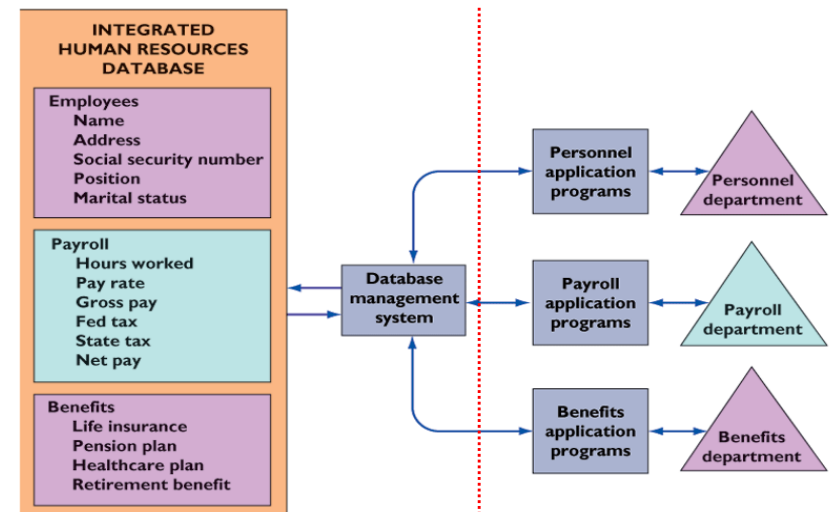 INTEGRATED
HUMAN RESOURCES
DATABASE
Employees
Name
Address
Social security number
Position
Marital status
Payroll
Hours worked
Pay rate
Gross pay
Fed tax
State tax
Net pay
Benefits
Life insurance
Pension plan
Healthcare plan
Retirement benefit
Database
management
system
Personnel
application
programs
Personnel
department
Payroll
application
programs
Payroll
department
Benefits
application
programs
Benefits
department